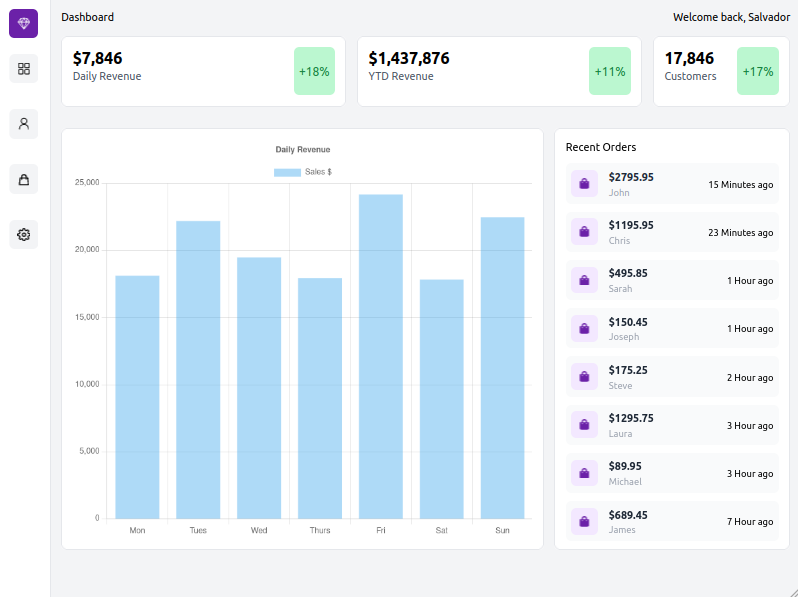 Dashboard
Welcome back, Salvador
$7,846
Daily Revenue
+18%
$1,437,876
YTD Revenue
+11%
17,846
Customers
+17%
Daily Revenue
Sales $
25,000
20,000
15,000
10,000
5,000
0
Mon Tues Wed Thurs Fri Sat Sun
Recent Orders
$2795.95
John
15 Minutes ago
$1195.95
Chris
23 Minutes ago
$495.85
Sarah
1 Hour ago
$150.45
Joseph
1 Hour ago
$175.25
Steve
2 Hour ago
$1295.75
Laura
3 Hour ago
$89.95
Michael
3 Hour ago
$689.45
James
7 Hour ago